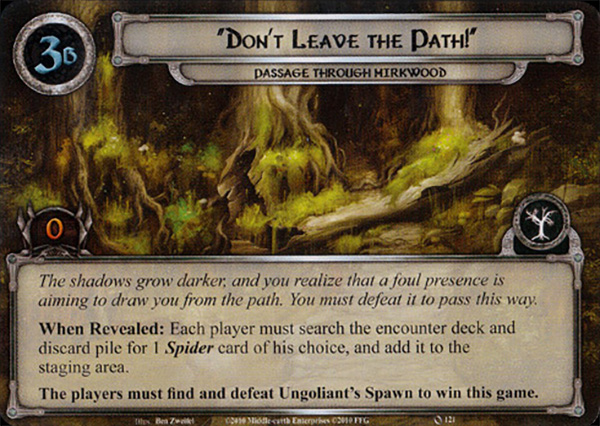 3B
"Don't Leave the Path!"
Passage Through Mirkwood
0
The shadows grow darker, and you realize that a foul presence is
aiming to draw you from the path. You must defeat it to pass this way.
When Revealed: Each player must search the encounter deck and
discard pile for 1 Spider card of his choice, and add it to the
staging area.
The players must find and defeat Ungoliant's Spawn to win this game.
Illus. Ben Zweifel ©2010 Middle-earth Enterprises ©2010 FFG 121